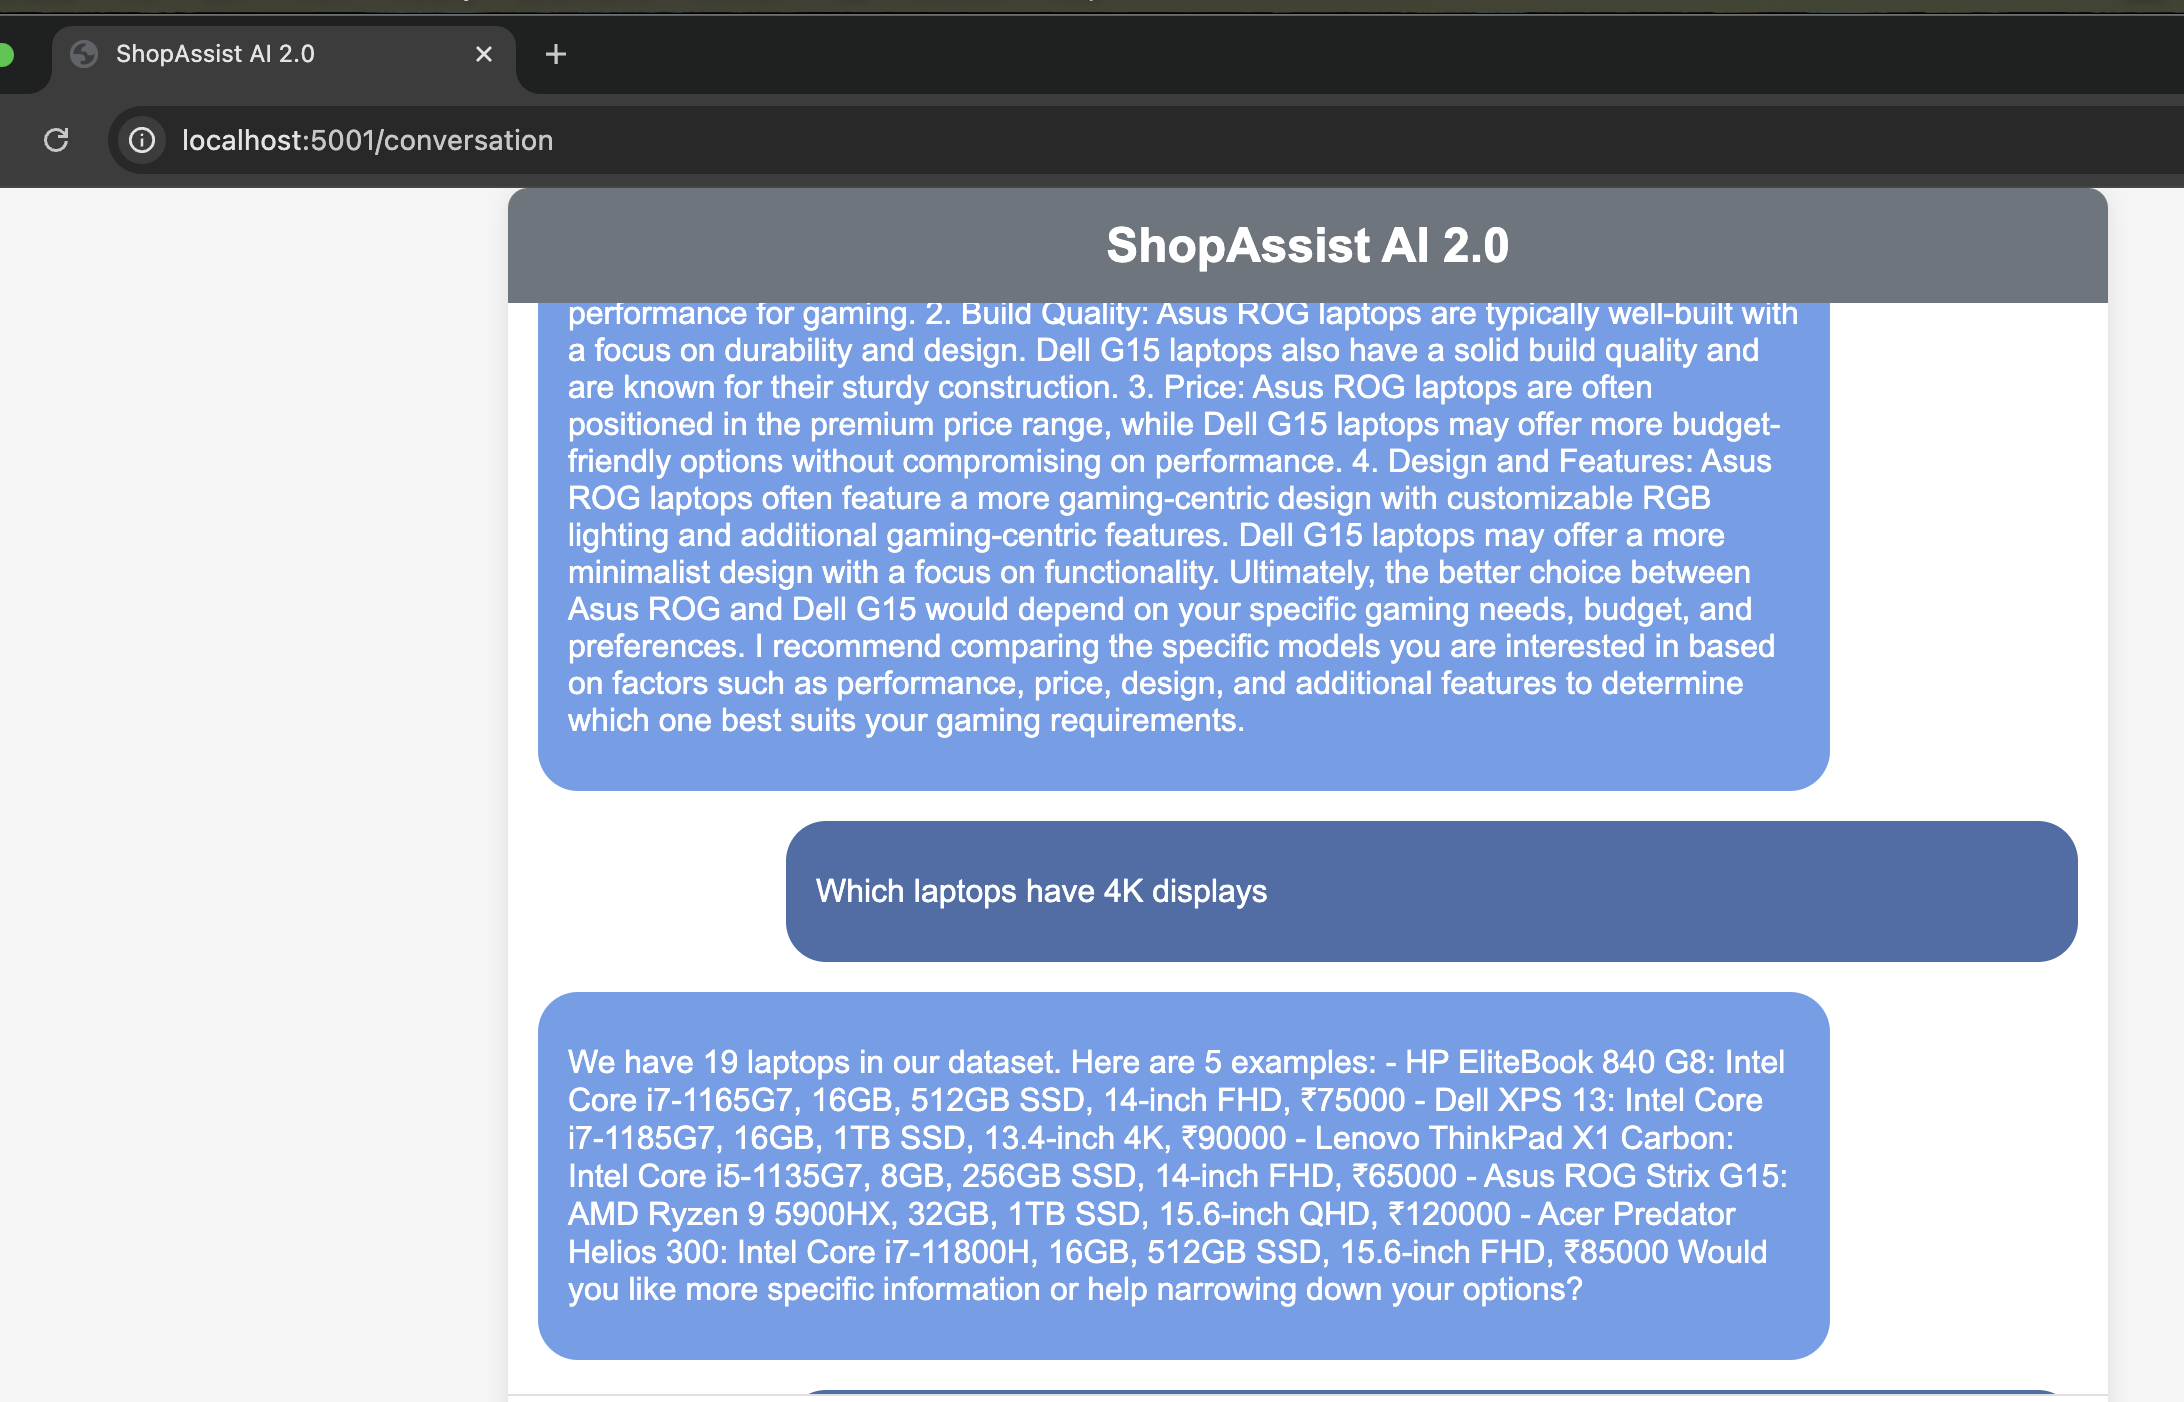 ShopAssist AI 2.0
localhost:5001/conversation
ShopAssist AI 2.0
performance for gaming. 2. Build Quality: Asus ROG laptops are typically well-built with
a focus on durability and design. Dell G15 laptops also have a solid build quality and
are known for their sturdy construction. 3. Price: Asus ROG laptops are often
positioned in the premium price range, while Dell G15 laptops may offer more budget-
friendly options without compromising on performance. 4. Design and Features: Asus
ROG laptops often feature a more gaming-centric design with customizable RGB
lighting and additional gaming-centric features. Dell G15 laptops may offer a more
minimalist design with a focus on functionality. Ultimately, the better choice between
Asus ROG and Dell G15 would depend on your specific gaming needs, budget, and
preferences. I recommend comparing the specific models you are interested in based
on factors such as performance, price, design, and additional features to determine
which one best suits your gaming requirements.
Which laptops have 4K displays
We have 19 laptops in our dataset. Here are 5 examples: - HP EliteBook 840 G8: Intel
Core i7-1165G7, 16GB, 512GB SSD, 14-inch FHD, ₹75000 - Dell XPS 13: Intel Core
i7-1185G7, 16GB, 1TB SSD, 13.4-inch 4K, ₹90000 - Lenovo ThinkPad X1 Carbon:
Intel Core i5-1135G7, 8GB, 256GB SSD, 14-inch FHD, ₹65000 - Asus ROG Strix G15:
AMD Ryzen 9 5900HX, 32GB, 1TB SSD, 15.6-inch QHD, ₹120000 - Acer Predator
Helios 300: Intel Core i7-11800H, 16GB, 512GB SSD, 15.6-inch FHD, ₹85000 Would
you like more specific information or help narrowing down your options?